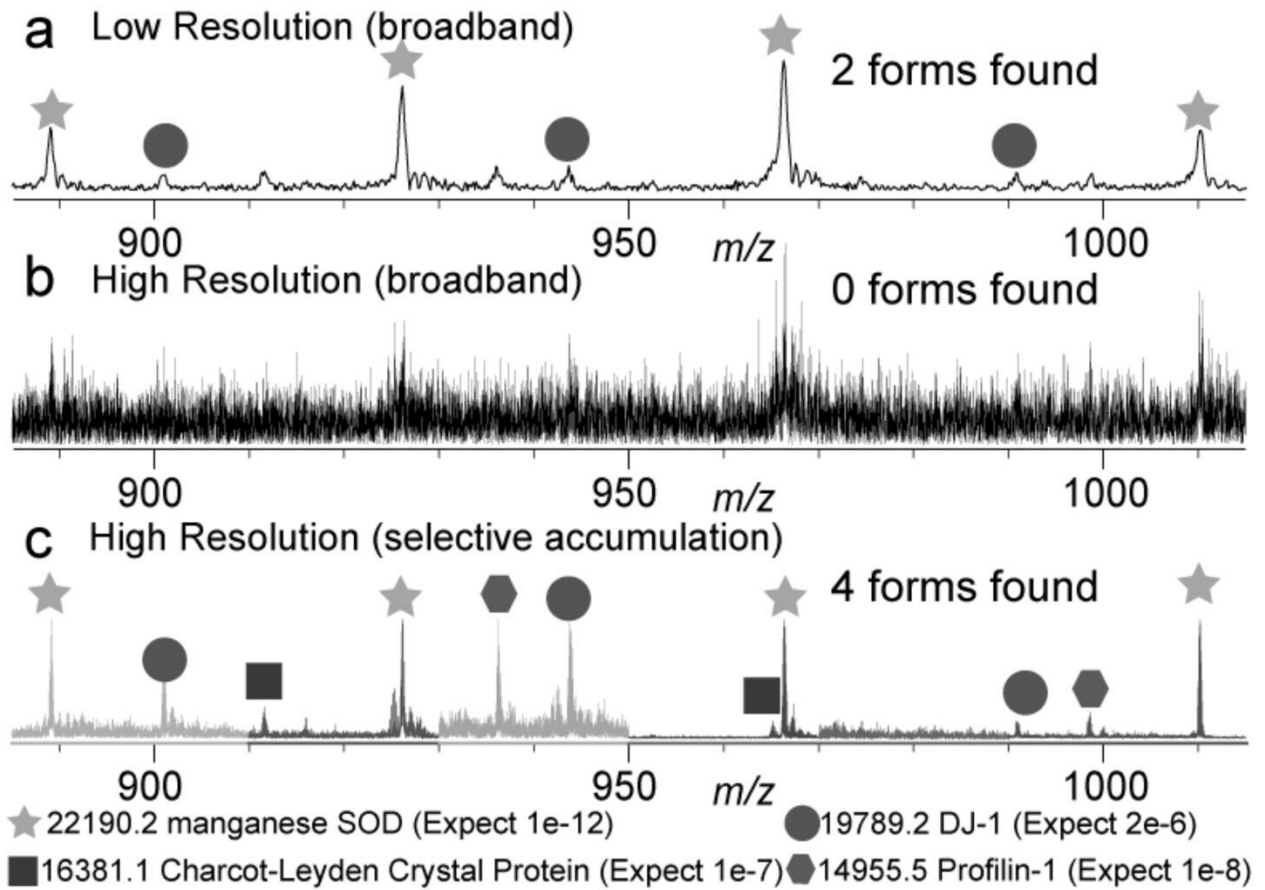 a Low Resolution (broadband)
2 forms found
900 950 m/z 1000
b High Resolution (broadband)
0 forms found
900 950 m/z 1000
c High Resolution (selective accumulation)
4 forms found
900 950 m/z 1000
22190.2 manganese SOD (Expect 1e-12) 19789.2 DJ-1 (Expect 2e-6)
16381.1 Charcot-Leyden Crystal Protein (Expect 1e-7) 14955.5 Profilin-1 (Expect 1e-8)